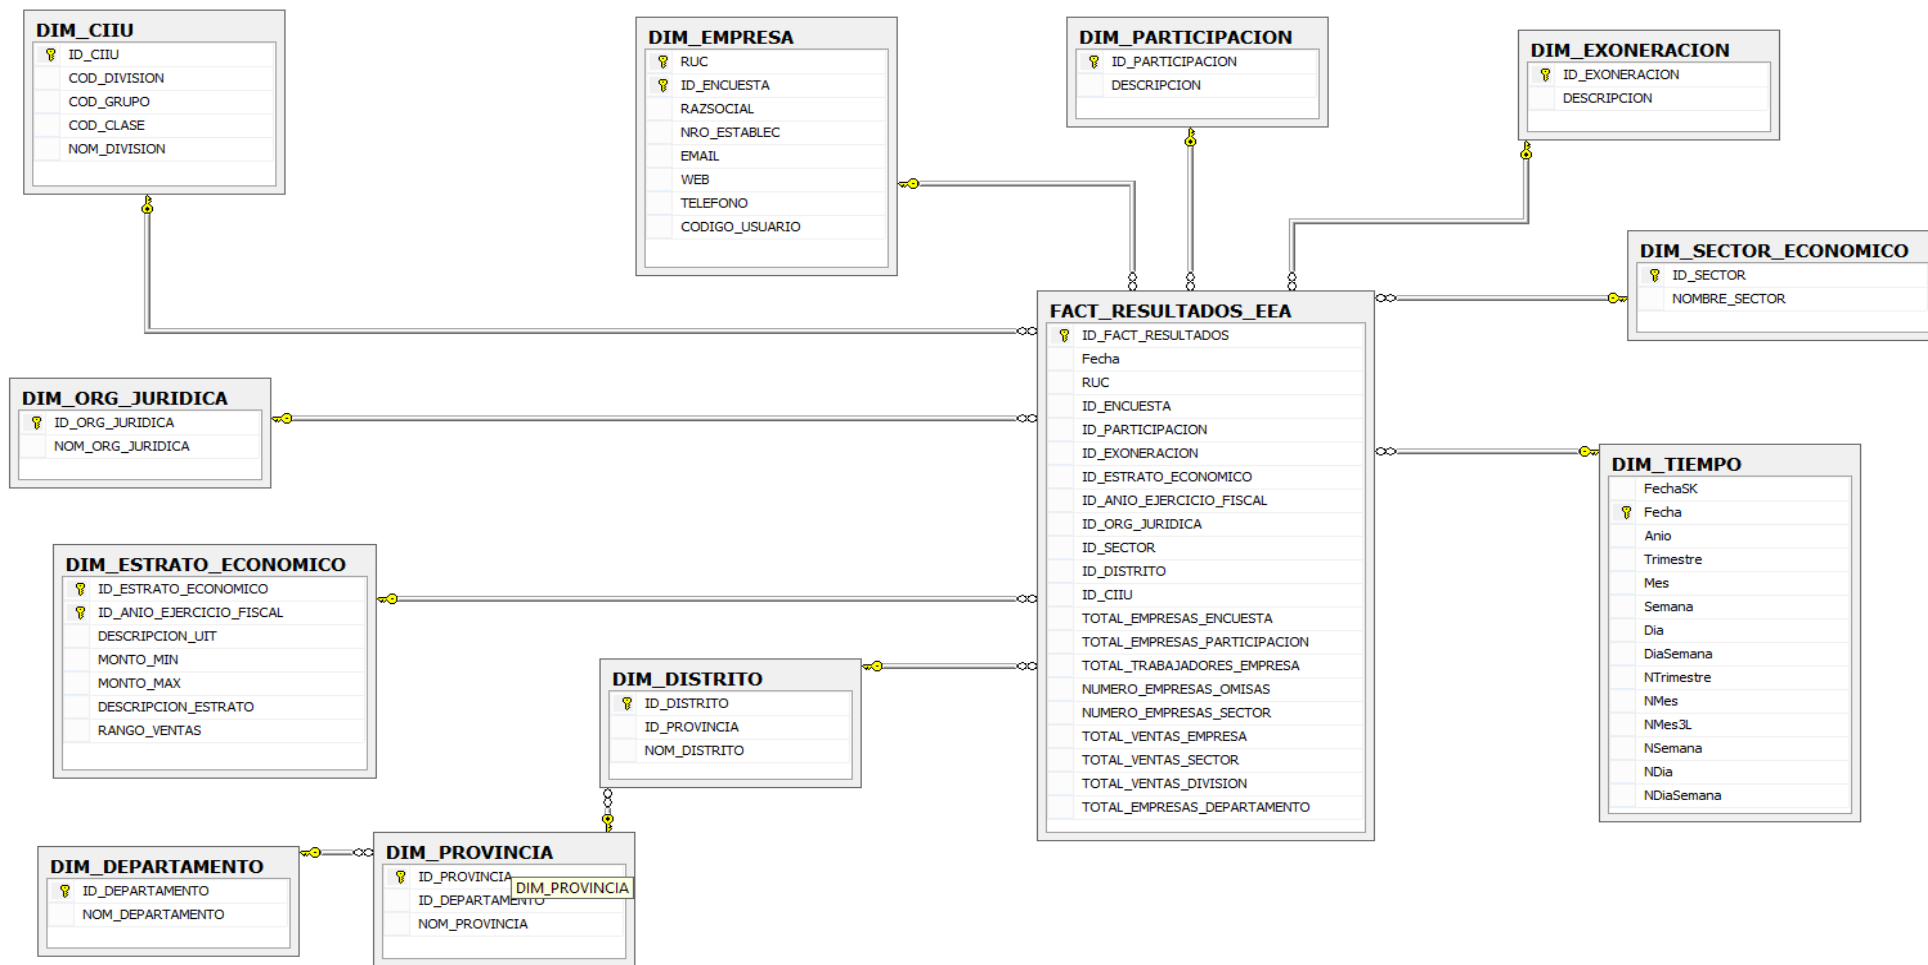 DIM_CIIU
ID_CIIU
COD_DIVISION
COD_GRUPO
COD_CLASE
NOM_DIVISION
DIM_EMPRESA
RUC
ID_ENCUESTA
RAZSOCIAL
NRO_ESTABLEC
EMAIL
WEB
TELEFONO
CODIGO_USUARIO
DIM_PARTICIPACION
ID_PARTICIPACION
DESCRIPCION
DIM_EXONERACION
ID_EXONERACION
DESCRIPCION
DIM_SECTOR_ECONOMICO
ID_SECTOR
NOMBRE_SECTOR
FACT_RESULTADOS_EEA
ID_FACT_RESULTADOS
Fecha
RUC
ID_ENCUESTA
ID_PARTICIPACION
ID_EXONERACION
ID_ESTRATO_ECONOMICO
ID_ANIO_EJERCICIO_FISCAL
ID_ORG_JURIDICA
ID_SECTOR
ID_DISTRITO
ID_CIIU
TOTAL_EMPRESAS_ENCUESTA
TOTAL_EMPRESAS_PARTICIPACION
TOTAL_TRABAJADORES_EMPRESA
NUMERO_EMPRESAS_OMISAS
NUMERO_EMPRESAS_SECTOR
TOTAL_VENTAS_EMPRESA
TOTAL_VENTAS_SECTOR
TOTAL_VENTAS_DIVISION
TOTAL_EMPRESAS_DEPARTAMENTO
DIM_ORG_JURIDICA
ID_ORG_JURIDICA
NOM_ORG_JURIDICA
DIM_TIEMPO
FechaSK
Fecha
Anio
Trimestre
Mes
Semana
Dia
DiaSemana
NTrimestre
NMes
NMes3L
NSemana
NDia
NDiaSemana
DIM_ESTRATO_ECONOMICO
ID_ESTRATO_ECONOMICO
ID_ANIO_EJERCICIO_FISCAL
DESCRIPCION_UIT
MONTO_MIN
MONTO_MAX
DESCRIPCION_ESTRATO
RANGO_VENTAS
DIM_DISTRITO
ID_DISTRITO
ID_PROVINCIA
NOM_DISTRITO
DIM_DEPARTAMENTO
ID_DEPARTAMENTO
NOM_DEPARTAMENTO
DIM_PROVINCIA
ID_PROVINCIA
DIM_PROVINCIA
ID_DEPARTAMENTO
NOM_PROVINCIA